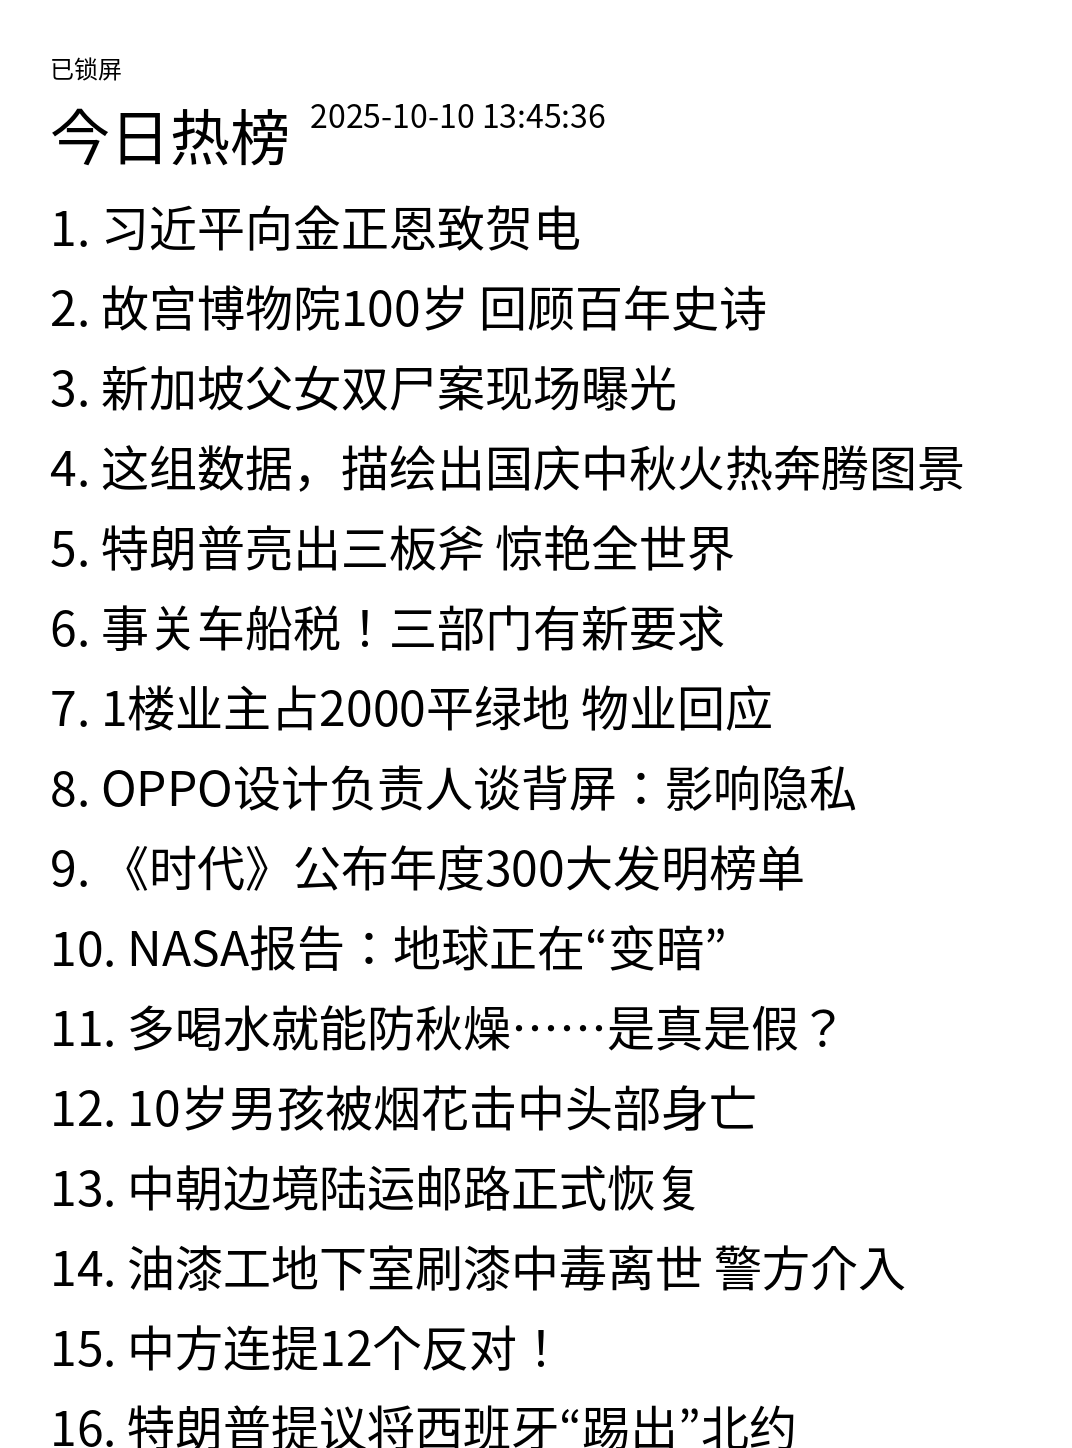 已锁屏
今日热榜 2025-10-10 13:45:36
1. 习近平向金正恩致贺电
2. 故宫博物院100岁 回顾百年史诗
3. 新加坡父女双尸案现场曝光
4. 这组数据，描绘出国庆中秋火热奔腾图景
5. 特朗普亮出三板斧 惊艳全世界
6. 事关车船税！三部门有新要求
7. 1楼业主占2000平绿地 物业回应
8. OPPO设计负责人谈背屏：影响隐私
9. 《时代》公布年度300大发明榜单
10. NASA报告：地球正在“变暗”
11. 多喝水就能防秋燥……是真是假？
12. 10岁男孩被烟花击中头部身亡
13. 中朝边境陆运邮路正式恢复
14. 油漆工地下室刷漆中毒离世 警方介入
15. 中方连提12个反对！
16. 特朗普提议将西班牙“踢出”北约